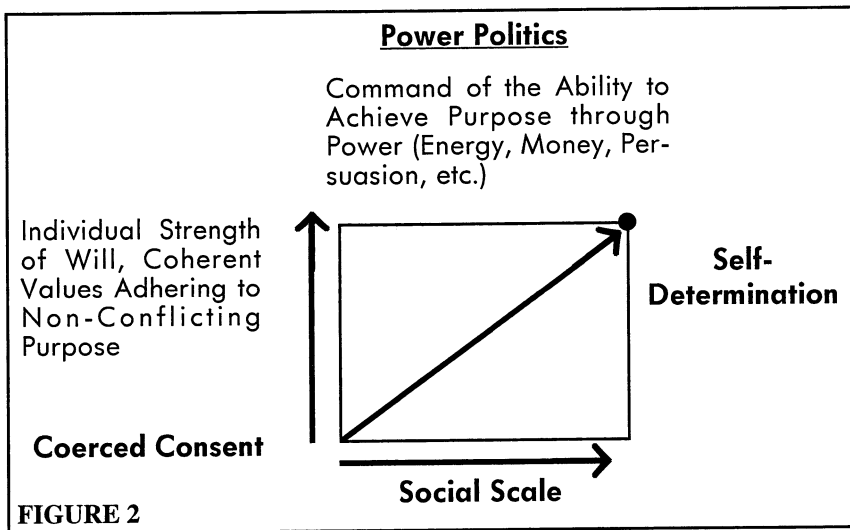 Power Politics
Command of the Ability to
Achieve Purpose through
Power (Energy, Money, Per-
suasion, etc.)
Individual Strength
of Will, Coherent
Values Adhering to
Non-Conflicting
Purpose
Self-
Determination
Coerced Consent
Social Scale
FIGURE 2